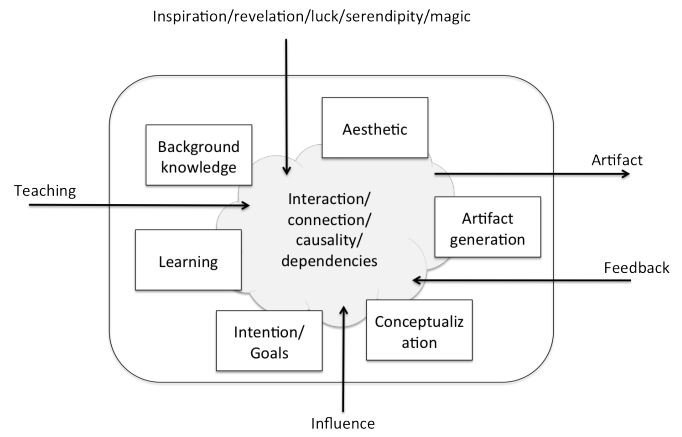 Inspiration/revelation/luck/serendipity/magic
Aesthetic
Background
knowledge
Artifact
Teaching
Interaction/
connection/
causality/
dependencies
Artifact
generation
Learning
Feedback
Intention/
Goals
Conceptualiz
ation
Influence